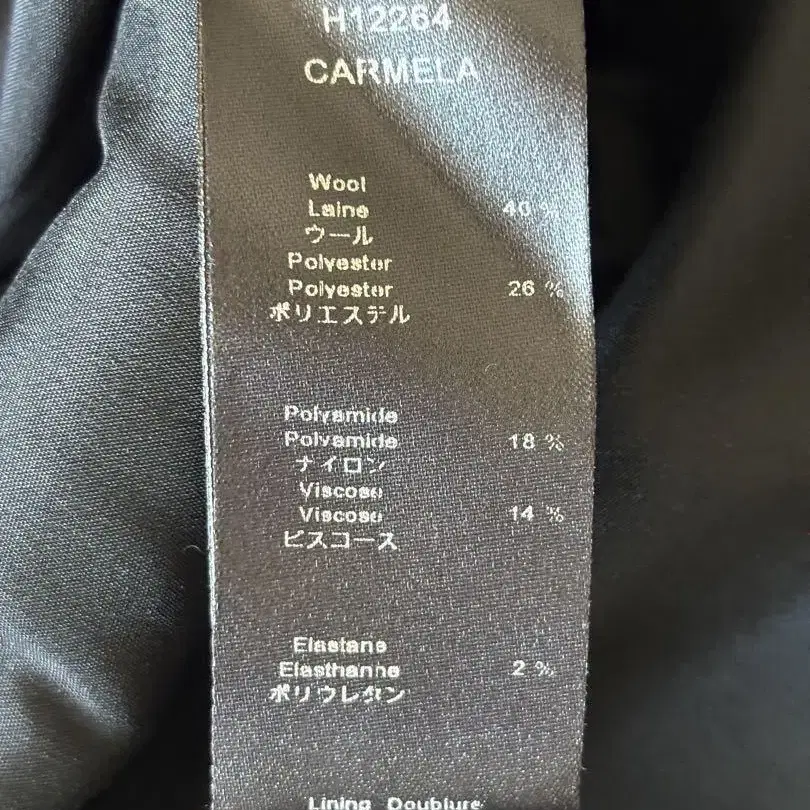 H12264
CARMELA
Wool
Laine 40 %
ウール
Polyester
Polyester 26 %
ポリエステル
Polyamide
Polyamide 18 %
ナイロン
Viscose
Viscose 14 %
ビスコース
Elastane
Elasthanne 2 %
ポリウレタン
Lining Doublure